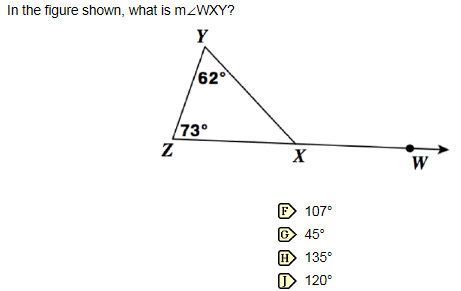 In the figure shown, what is m∠WXY?
Y
62°
73°
Z
X
W
F 107°
G 45°
H 135°
J 120°